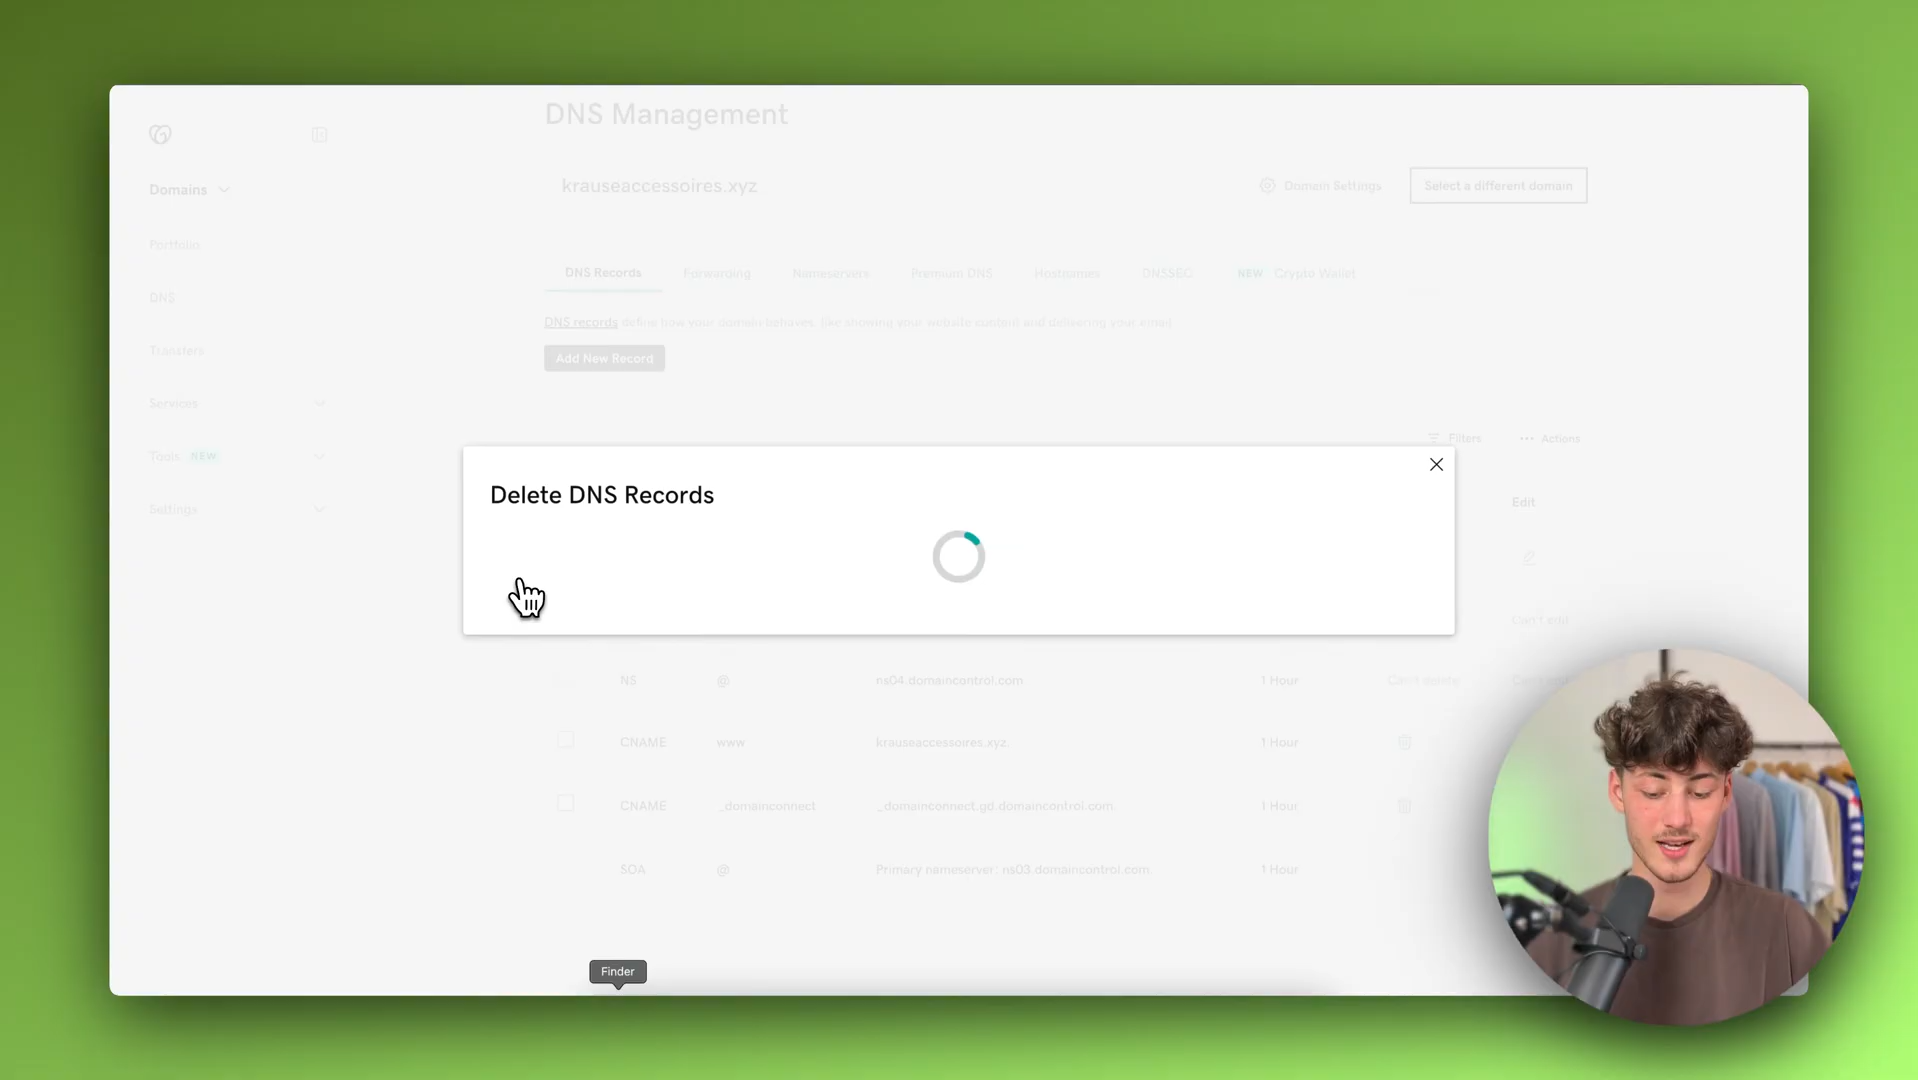 DNS Management
Domains
krauseaccessoires.xyz
Domain Settings
Select a different domain
Portfolio
DNS Records Forwarding Nameservers Premium DNS Hostnames DNSSEC NEW Crypto Wallet
DNS
DNS records define how your domain behaves, like showing your website content and delivering your email.
Transfers
Add New Record
Services
Filters
Actions
Tools NEW
Delete DNS Records
Edit
Settings
Can't edit
NS @ ns04.domaincontrol.com. 1 Hour Can't delete
CNAME www krauseaccessoires.xyz. 1 Hour
CNAME _domainconnect _domainconnect.gd.domaincontrol.com. 1 Hour
SOA @ Primary nameserver: ns03.domaincontrol.com. 1 Hour
Finder